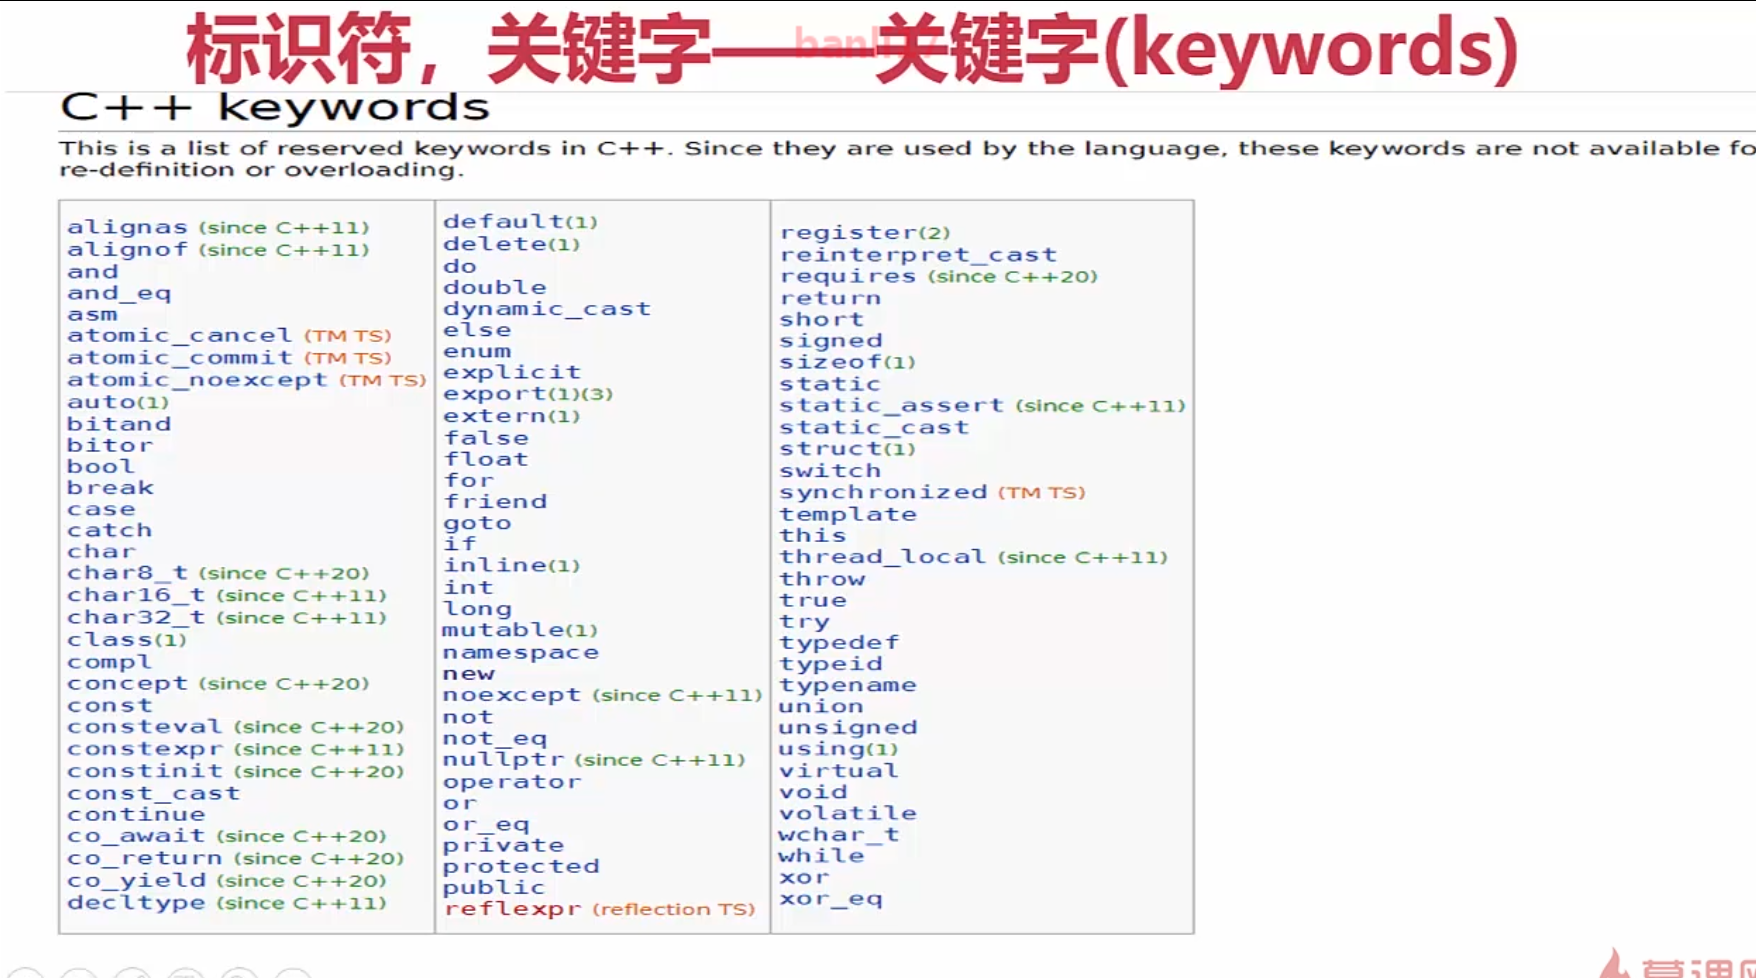 标识符，关键字——关键字(keywords)
C++ keywords
This is a list of reserved keywords in C++. Since they are used by the language, these keywords are not available fo
re-definition or overloading.
alignas (since C++11)
alignof (since C++11)
and
and_eq
asm
atomic_cancel (TM TS)
atomic_commit (TM TS)
atomic_noexcept (TM TS)
auto(1)
bitand
bitor
bool
break
case
catch
char
char8_t (since C++20)
char16_t (since C++11)
char32_t (since C++11)
class(1)
compl
concept (since C++20)
const
consteval (since C++20)
constexpr (since C++11)
constinit (since C++20)
const_cast
continue
co_await (since C++20)
co_return (since C++20)
co_yield (since C++20)
decltype (since C++11)
default(1)
delete(1)
do
double
dynamic_cast
else
enum
explicit
export(1)(3)
extern(1)
false
float
for
friend
goto
if
inline(1)
int
long
mutable(1)
namespace
new
noexcept (since C++11)
not
not_eq
nullptr (since C++11)
operator
or
or_eq
private
protected
public
reflexpr (reflection TS)
register(2)
reinterpret_cast
requires (since C++20)
return
short
signed
sizeof(1)
static
static_assert (since C++11)
static_cast
struct(1)
switch
synchronized (TM TS)
template
this
thread_local (since C++11)
throw
true
try
typedef
typeid
typename
union
unsigned
using(1)
virtual
void
volatile
wchar_t
while
xor
xor_eq